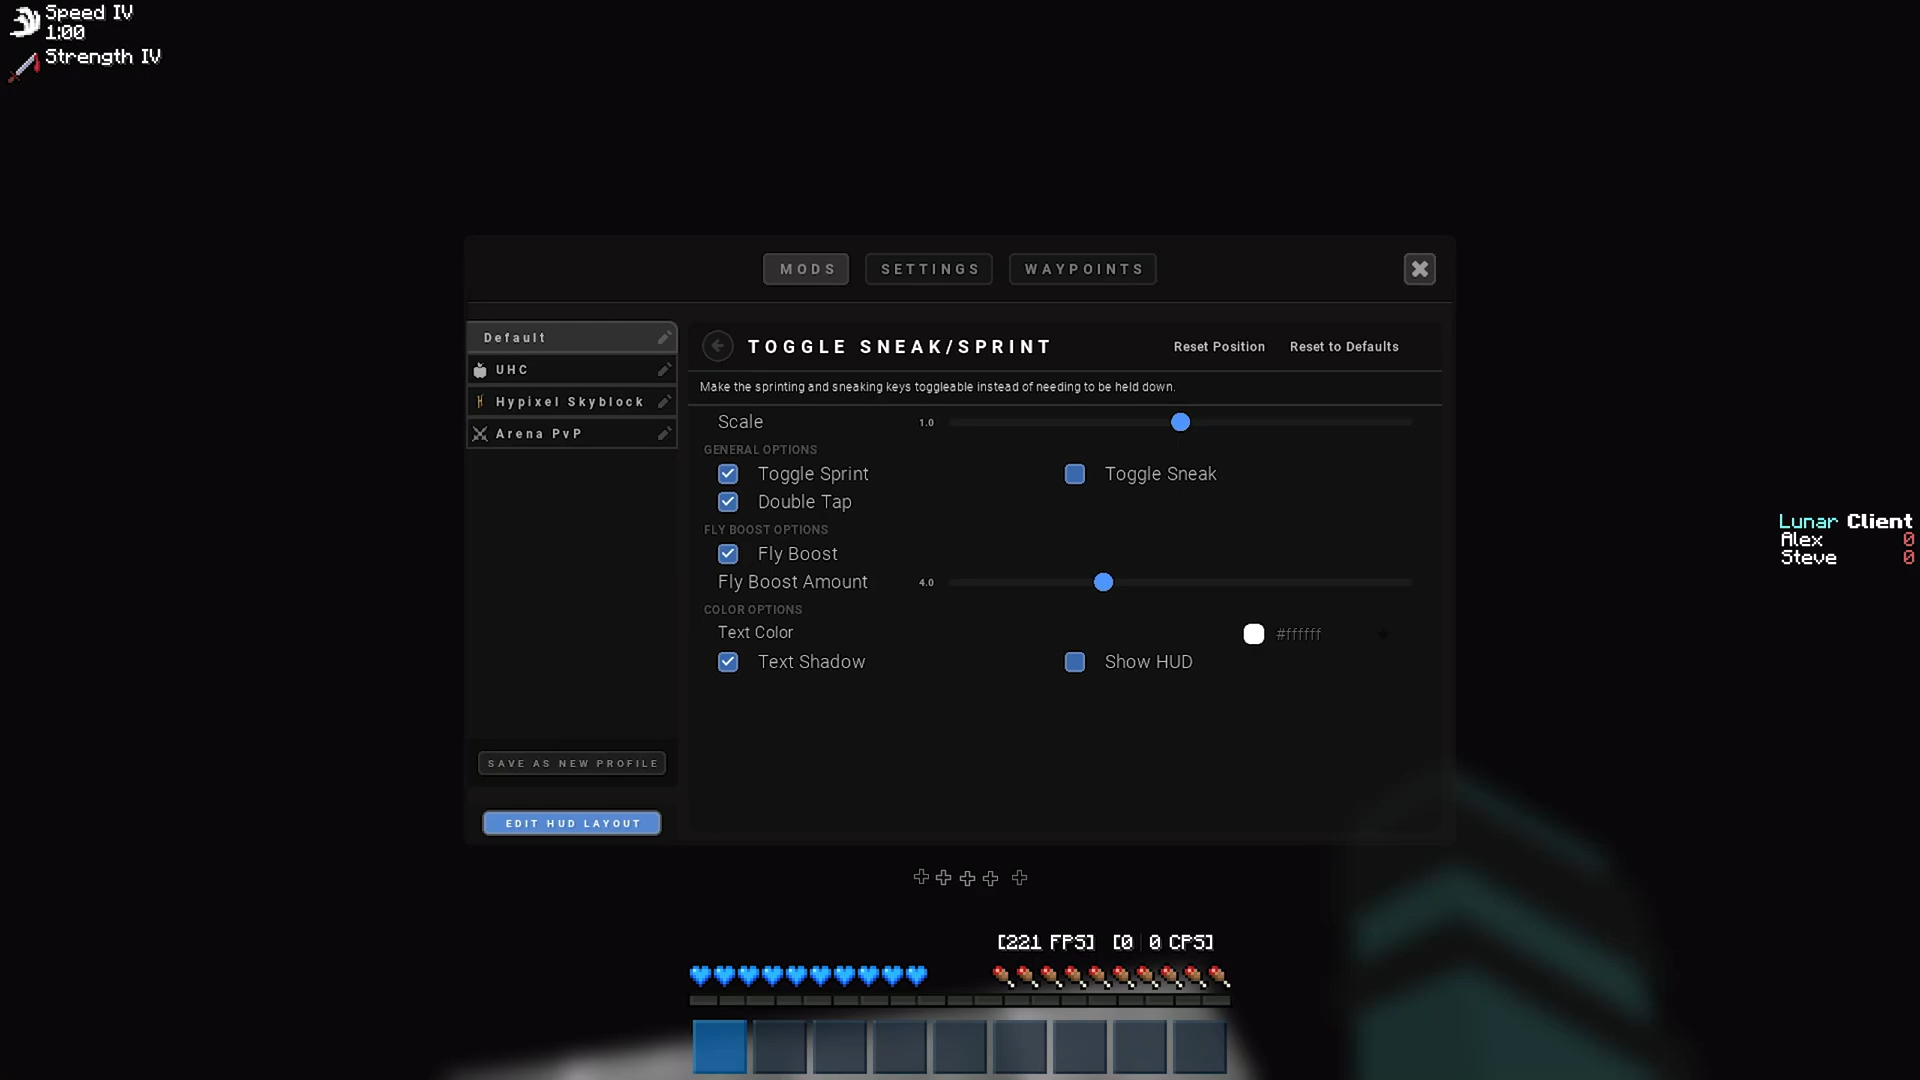 Speed IV
1:00
Strength IV
MODS SETTINGS WAYPOINTS
Default
UHC
Hypixel Skyblock
Arena PvP
SAVE AS NEW PROFILE
EDIT HUD LAYOUT
TOGGLE SNEAK/SPRINT Reset Position Reset to Defaults
Make the sprinting and sneaking keys toggleable instead of needing to be held down.
Scale 1.0
GENERAL OPTIONS
Toggle Sprint Toggle Sneak
Double Tap
FLY BOOST OPTIONS
Fly Boost
Fly Boost Amount 4.0
COLOR OPTIONS
Text Color #ffffff
Text Shadow Show HUD
Lunar Client
Alex 0
Steve 0
[221 FPS] [0 | 0 CPS]